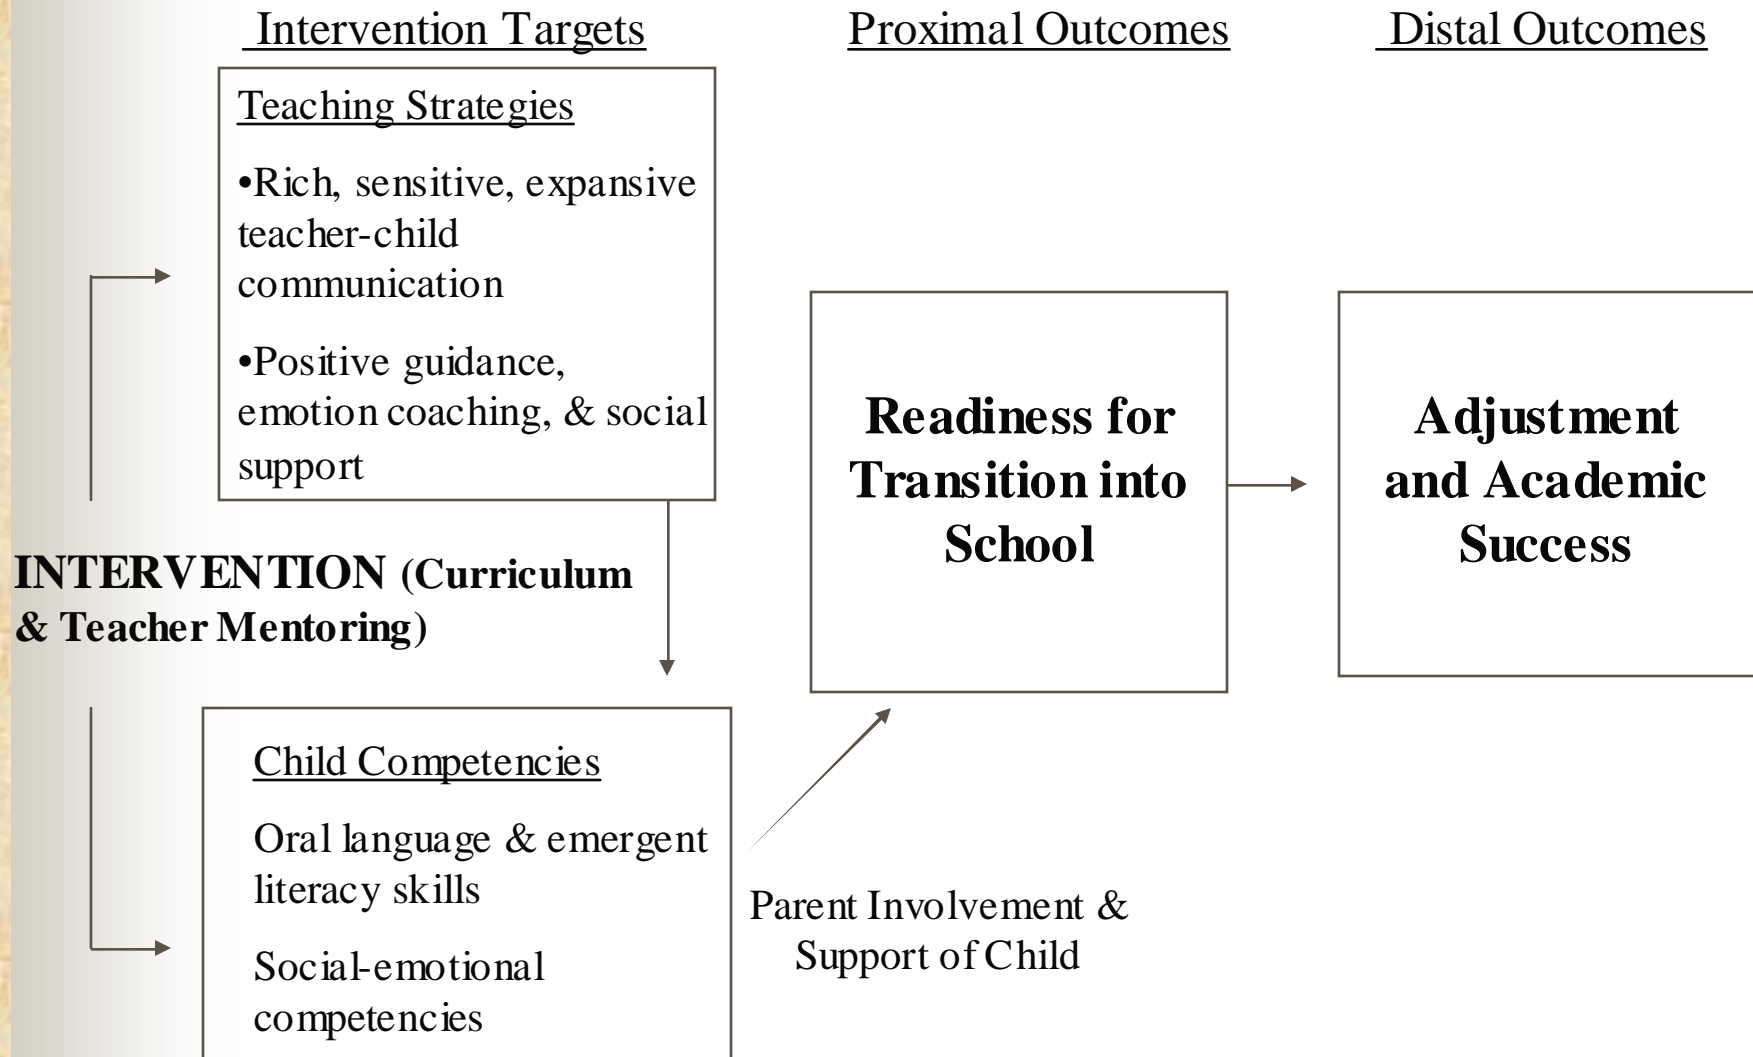 Intervention Targets
Proximal Outcomes
Distal Outcomes
Teaching Strategies
•Rich, sensitive, expansive
teacher-child
communication
•Positive guidance,
emotion coaching, & social
support
INTERVENTION (Curriculum
& Teacher Mentoring)
Child Competencies
Oral language & emergent
literacy skills
Social-emotional
competencies
Readiness for
Transition into
School
Parent Involvement &
Support of Child
Adjustment
and Academic
Success